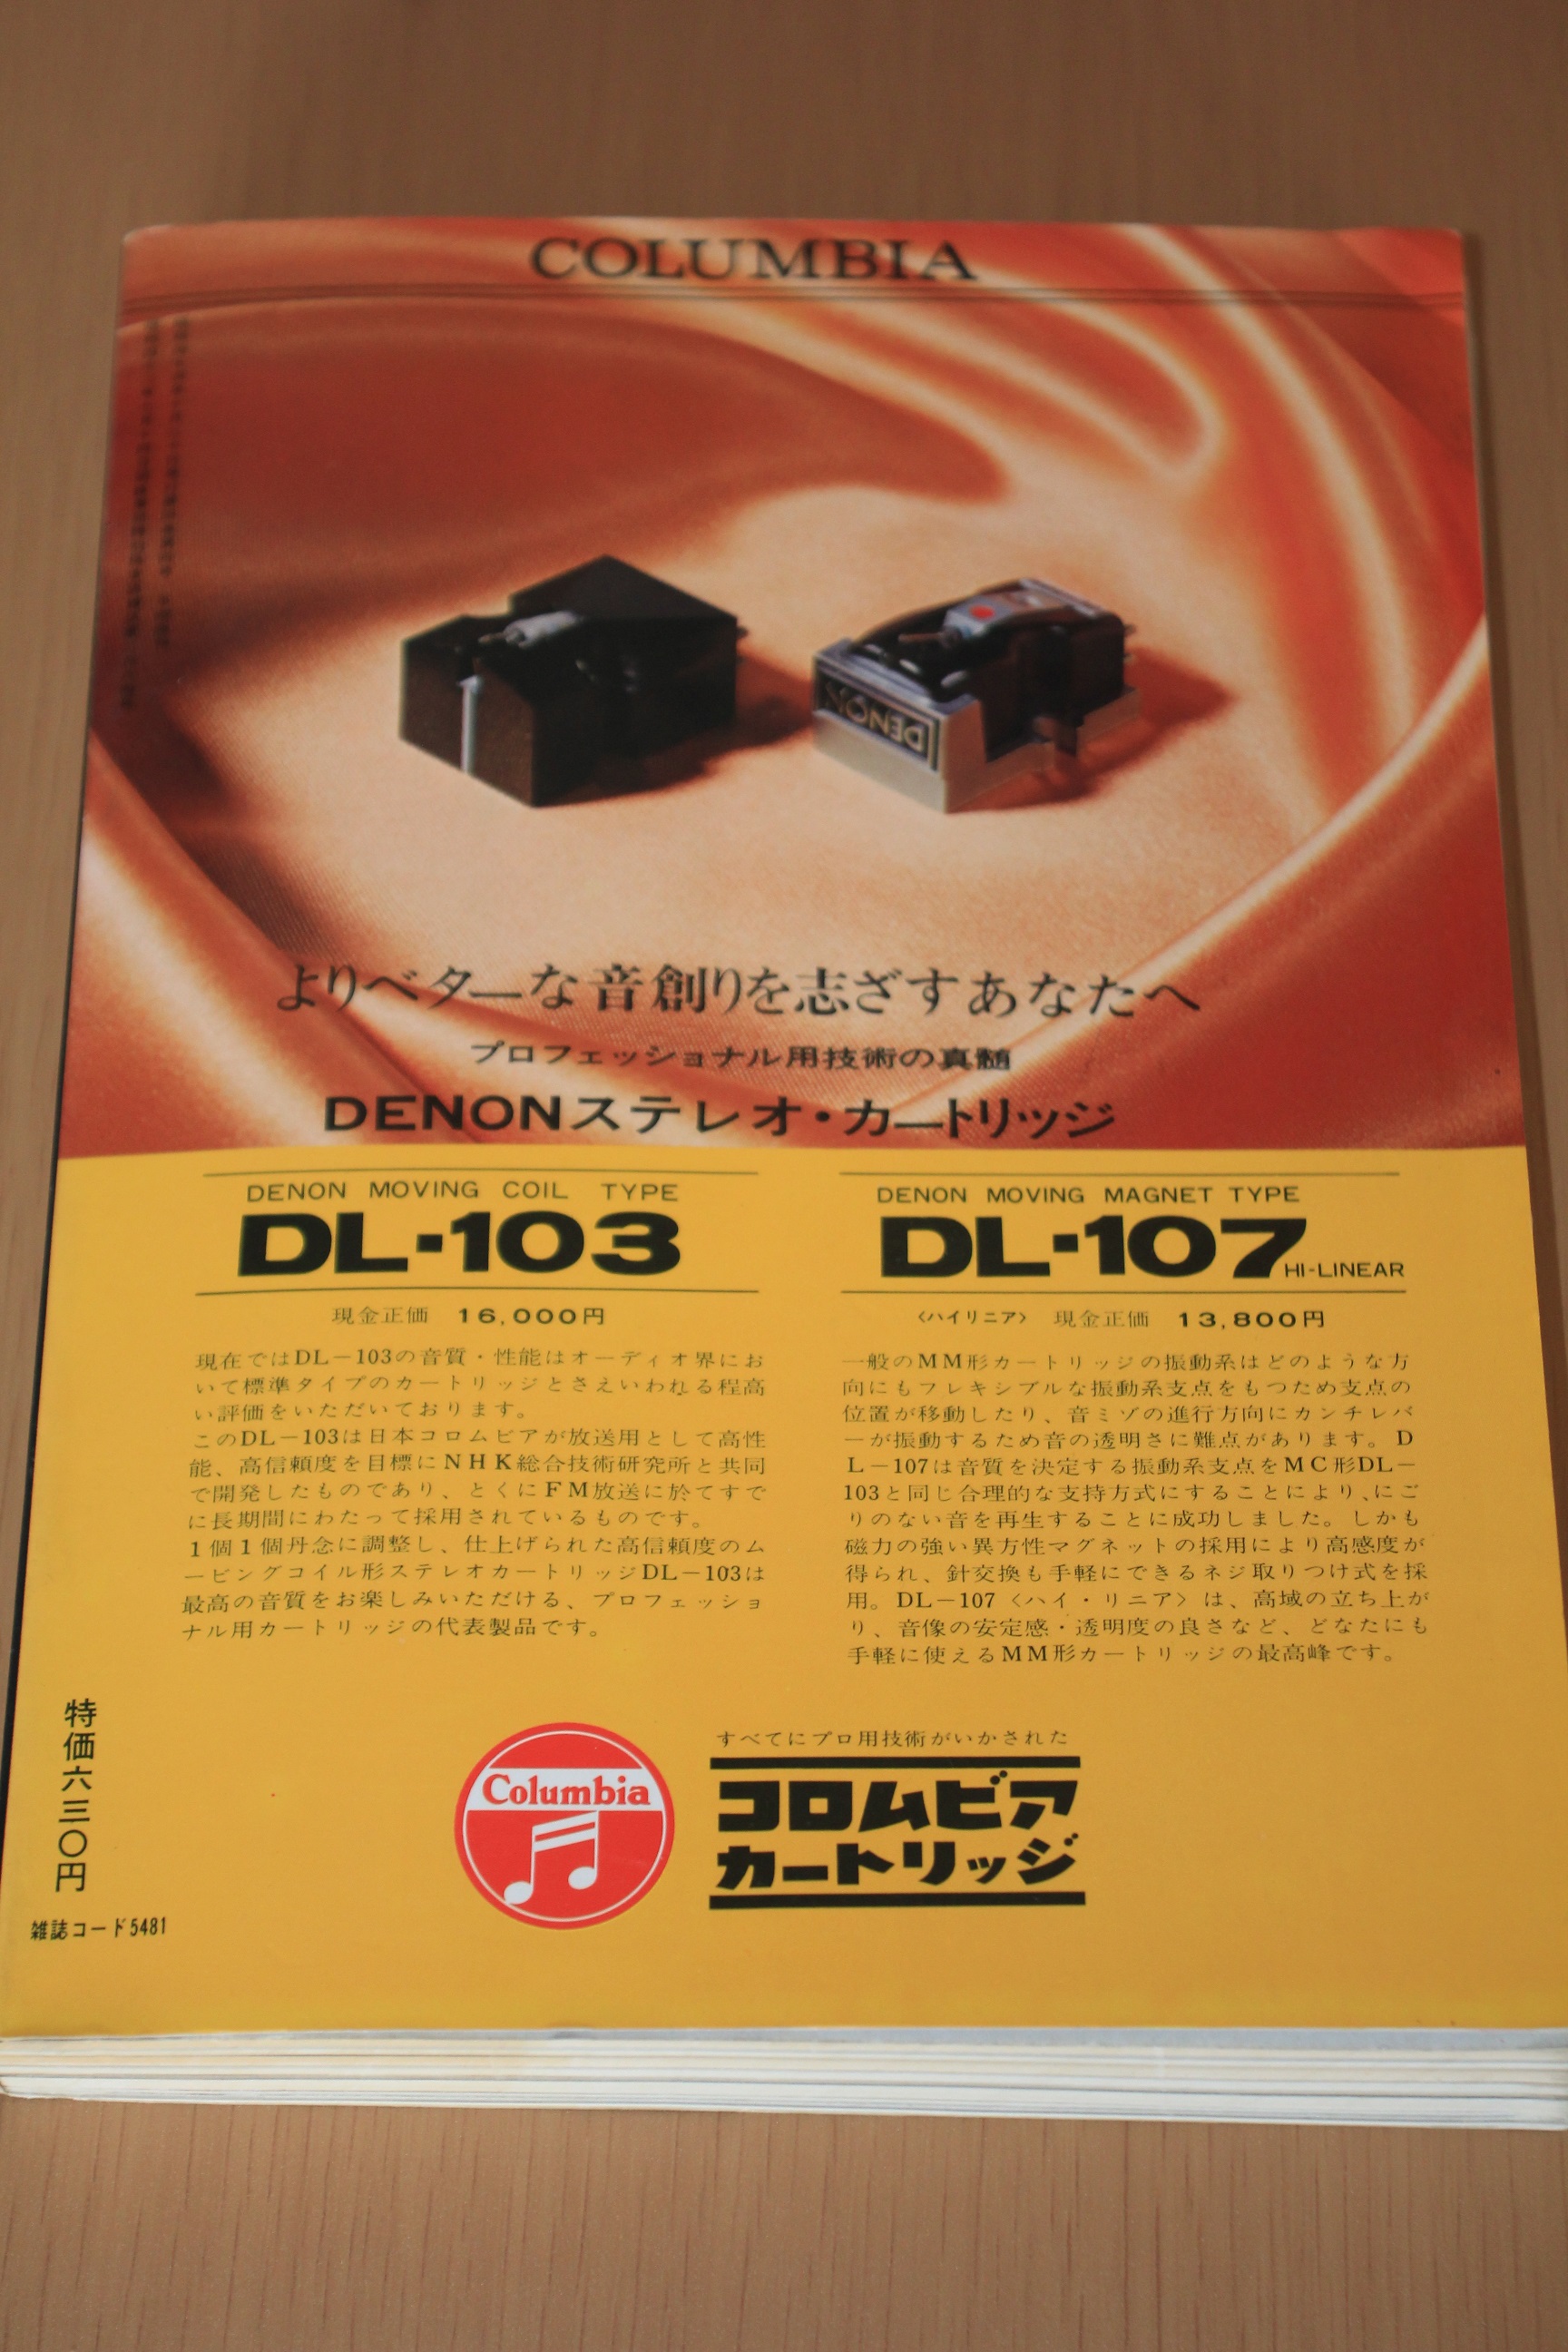 COLUMBIA
DENON
よりベターな音創りを志ざすあなたへ
プロフェッショナル用技術の真髄
DENONステレオ・カートリッジ
DENON MOVING COIL TYPE
DL-103
現金正価 16,000円
現在ではDL－103の音質・性能はオーディオ界にお
いて標準タイプのカートリッジとさえいわれる程高
い評価をいただいております。
このDL－103は日本コロムビアが放送用として高性
能、高信頼度を目標にNHK総合技術研究所と共同
で開発したものであり、とくにFM放送に於てすで
に長期間にわたって採用されているものです。
1個1個丹念に調整し、仕上げられた高信頼度のム
ービングコイル形ステレオカートリッジDL－103は
最高の音質をお楽しみいただける、プロフェッショ
ナル用カートリッジの代表製品です。
DENON MOVING MAGNET TYPE
DL-107 HI-LINEAR
〈ハイリニア〉 現金正価 13,800円
一般のMM形カートリッジの振動系はどのような方
向にもフレキシブルな振動系支点をもつため支点の
位置が移動したり、音ミゾの進行方向にカンチレバ
ーが振動するため音の透明さに難点があります。D
L－107は音質を決定する振動系支点をMC形DL－
103と同じ合理的な支持方式にすることにより、にご
りのない音を再生することに成功しました。しかも
磁力の強い異方性マグネットの採用により高感度が
得られ、針交換も手軽にできるネジ取りつけ式を採
用。DL－107〈ハイ・リニア〉は、高域の立ち上が
り、音像の安定感・透明度の良さなど、どなたにも
手軽に使えるMM形カートリッジの最高峰です。
特価六三〇円
雑誌コード5481
Columbia
すべてにプロ用技術がいかされた
コロムビア
カートリッジ